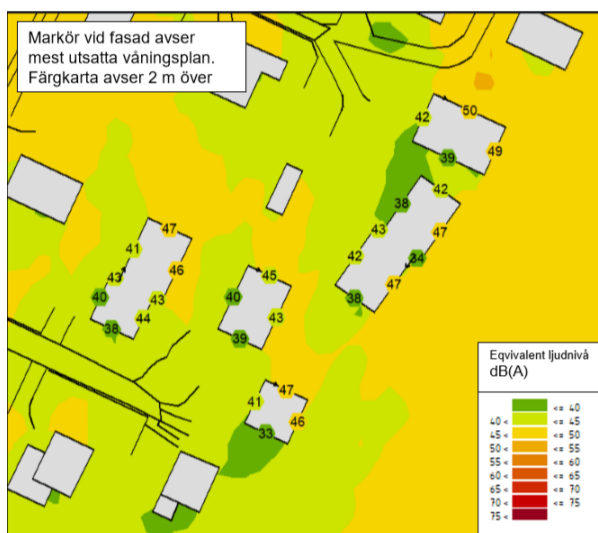 Markör vid fasad avser
mest utsatta våningsplan.
Färgkarta avser 2 m över
42 50
49
39
42
38
43 47
42
34
47
38
47
41
46
43
40 43
44
38
45
40
43
39
47
41
46
33
Eqvivalent ljudnivå
dB(A)
<= 40
40 < <= 45
45 < <= 50
50 < <= 55
55 < <= 60
60 < <= 65
65 < <= 70
70 < <= 75
75 <